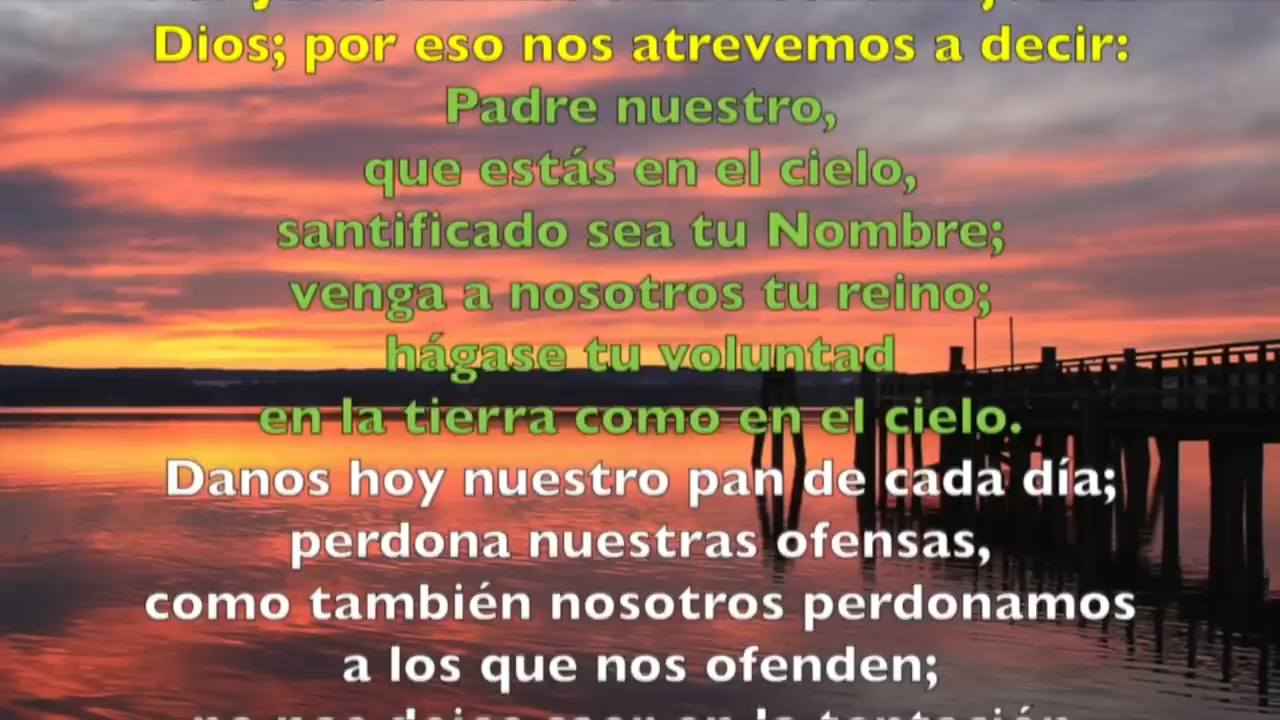 Dios; por eso nos atrevemos a decir:
Padre nuestro,
que estás en el cielo,
santificado sea tu Nombre;
venga a nosotros tu reino;
hágase tu voluntad
en la tierra como en el cielo.
Danos hoy nuestro pan de cada día;
perdona nuestras ofensas,
como también nosotros perdonamos
a los que nos ofenden;